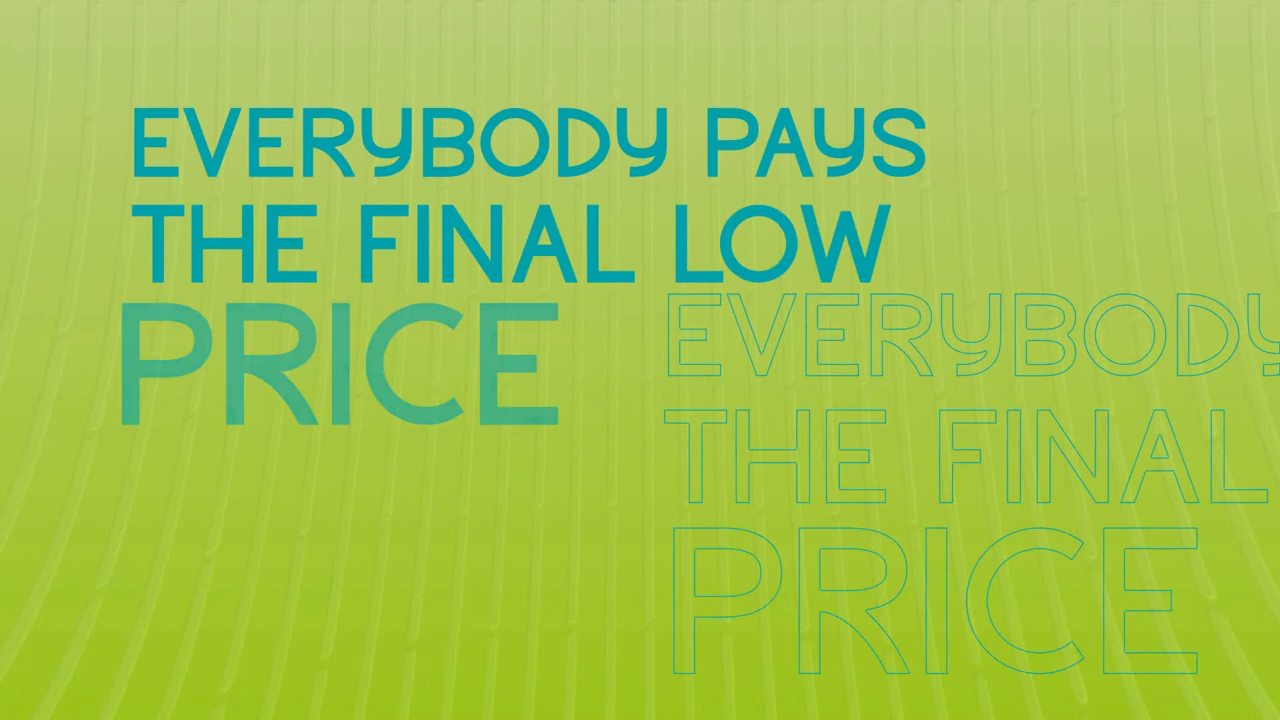 EVERYBODY PAYS
THE FINAL LOW
PRICE
EVERYBODY
THE FINAL
PRICE